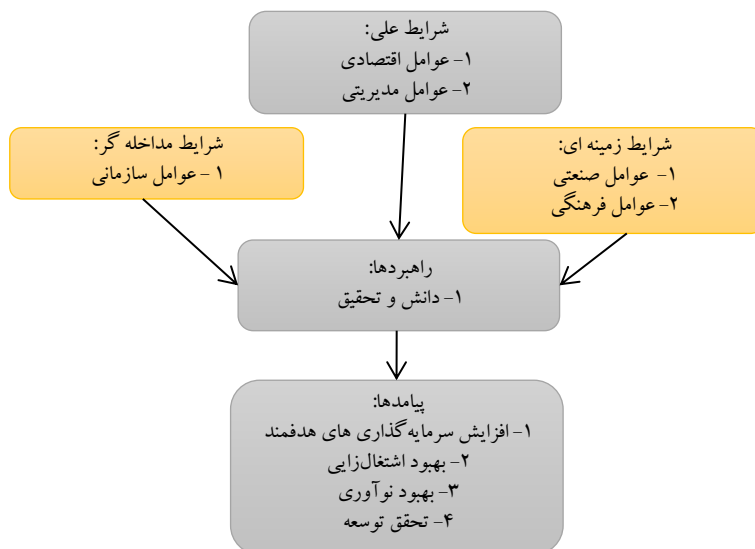 شرایط علی:
۱- عوامل اقتصادی
۲- عوامل مدیریتی
شرایط زمینه ای:
۱- عوامل صنعتی
۲- عوامل فرهنگی
شرایط مداخله گر:
۱- عوامل سازمانی
راهبردها:
۱- دانش و تحقیق
پیامدها:
۱- افزایش سرمایه‌گذاری های هدفمند
۲- بهبود اشتغال‌زایی
۳- بهبود نوآوری
۴- تحقق توسعه